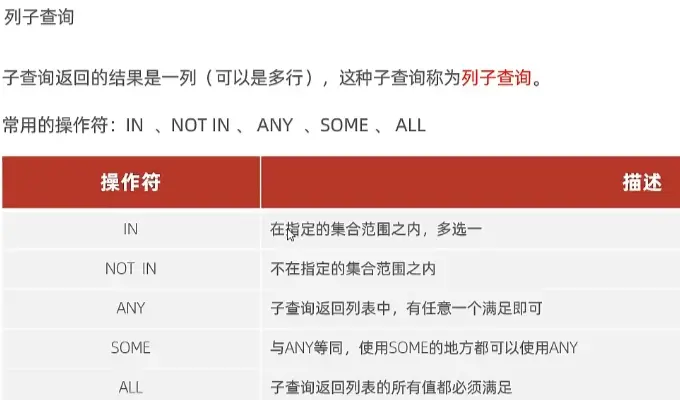 列子查询
子查询返回的结果是一列（可以是多行），这种子查询称为列子查询。
常用的操作符：IN 、NOT IN 、 ANY 、SOME 、 ALL
操作符 描述
IN 在指定的集合范围之内，多选一
NOT IN 不在指定的集合范围之内
ANY 子查询返回列表中，有任意一个满足即可
SOME 与ANY等同，使用SOME的地方都可以使用ANY
ALL 子查询返回列表的所有值都必须满足